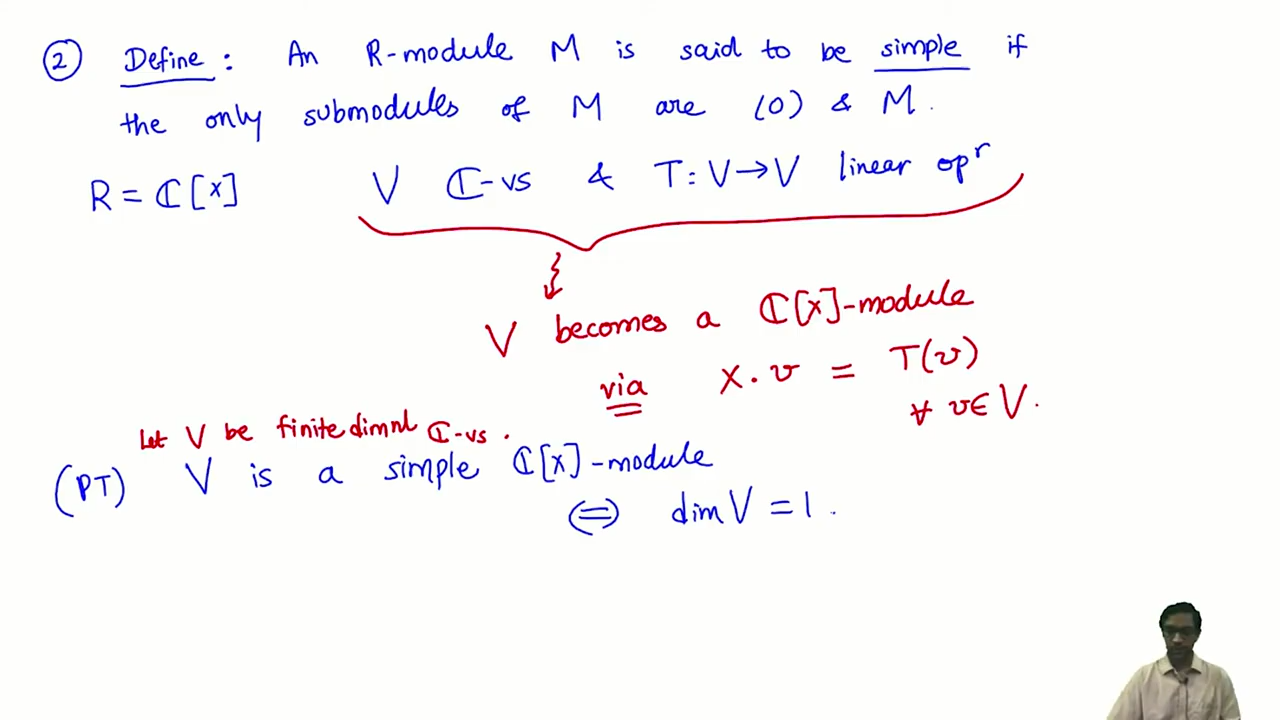 ② Define : An R-module M is said to be simple if
the only submodules of M are (0) & M.
R = ℂ[x] V ℂ-vs & T: V→V linear opʳ
V becomes a ℂ[x]-module
via x . v = T(v)
∀ v ∈ V.
Let V be finite dimnl ℂ-vs .
(PT) V is a simple ℂ[x]-module
⟺ dim V = 1 .